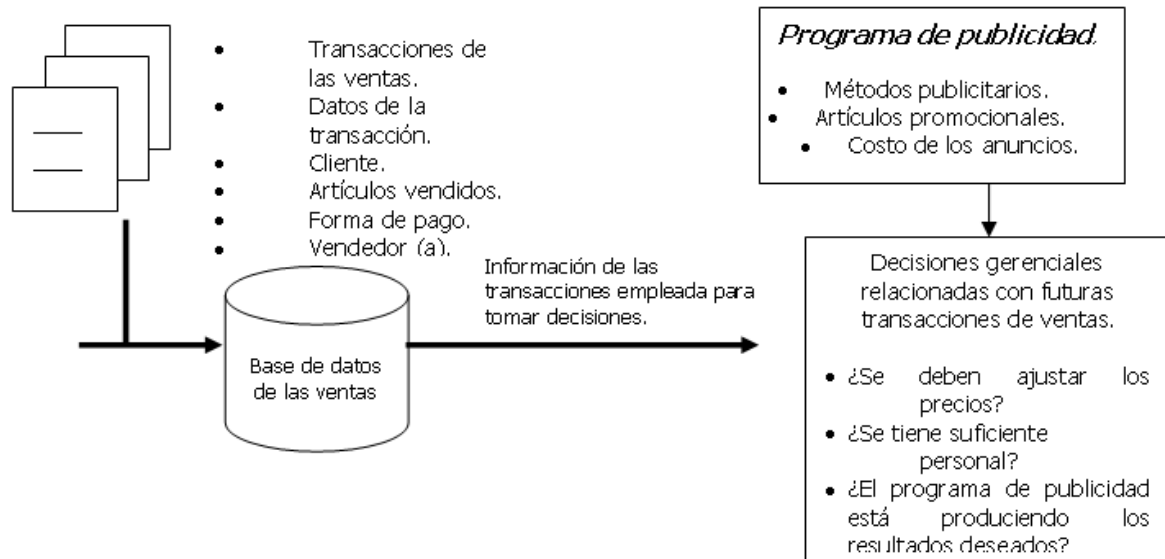 Transacciones de
las ventas.
Datos de la
transacción.
Cliente.
Artículos vendidos.
Forma de pago.
Vendedor (a).
Base de datos
de las ventas
Información de las
transacciones empleada para
tomar decisiones.
Programa de publicidad.
Métodos publicitarios.
Artículos promocionales.
Costo de los anuncios.
Decisiones gerenciales
relacionadas con futuras
transacciones de ventas.
¿Se deben ajustar los
precios?
¿Se tiene suficiente
personal?
¿El programa de publicidad
está produciendo los
resultados deseados?